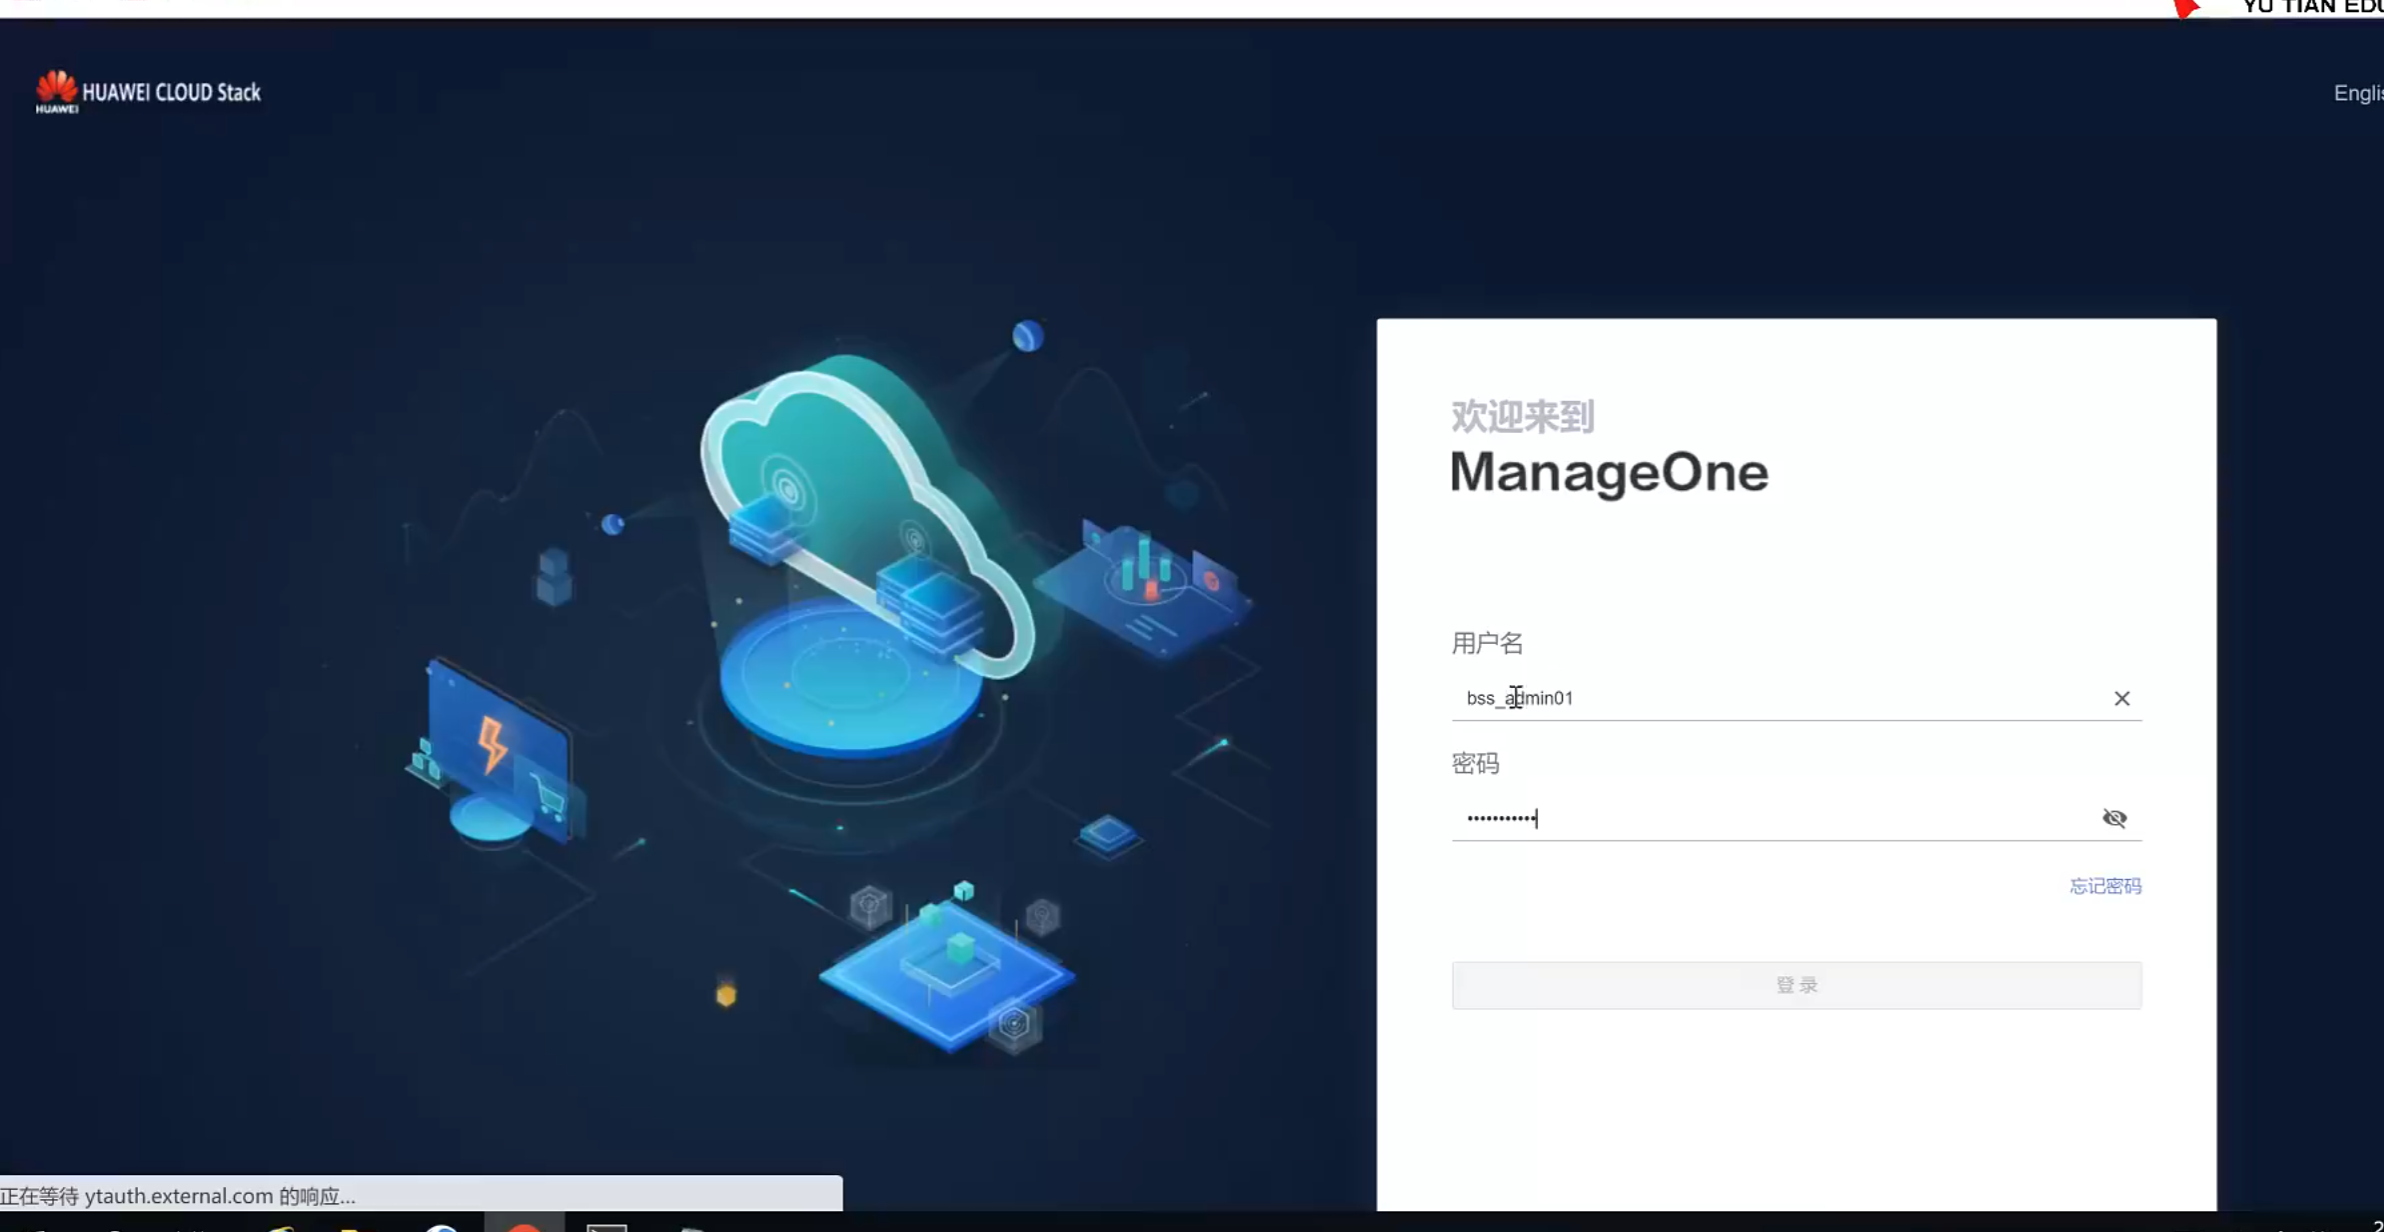 YU TIAN EDU
HUAWEI
HUAWEI CLOUD Stack
欢迎来到
ManageOne
用户名
bss_admin01
密码
忘记密码
登 录
正在等待 ytauth.external.com 的响应...